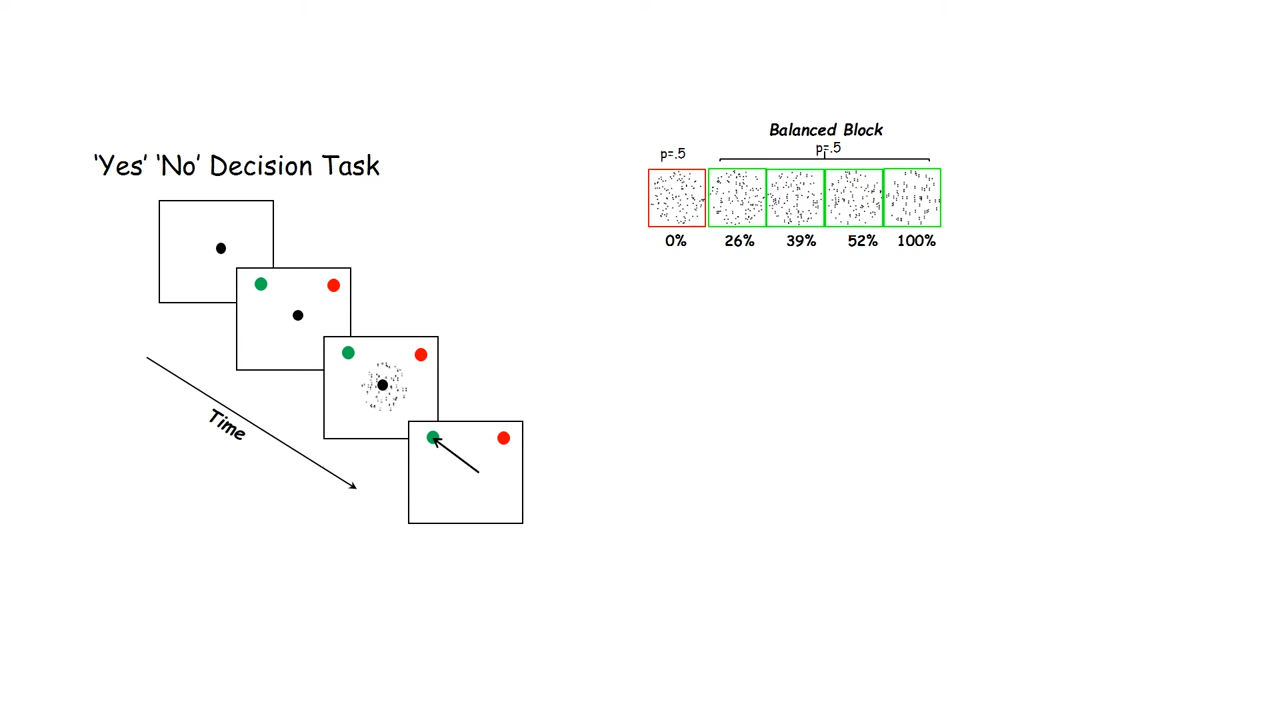 ‘Yes’ ‘No’ Decision Task
Time
Balanced Block
p=.5
p=.5
0% 26% 39% 52% 100%